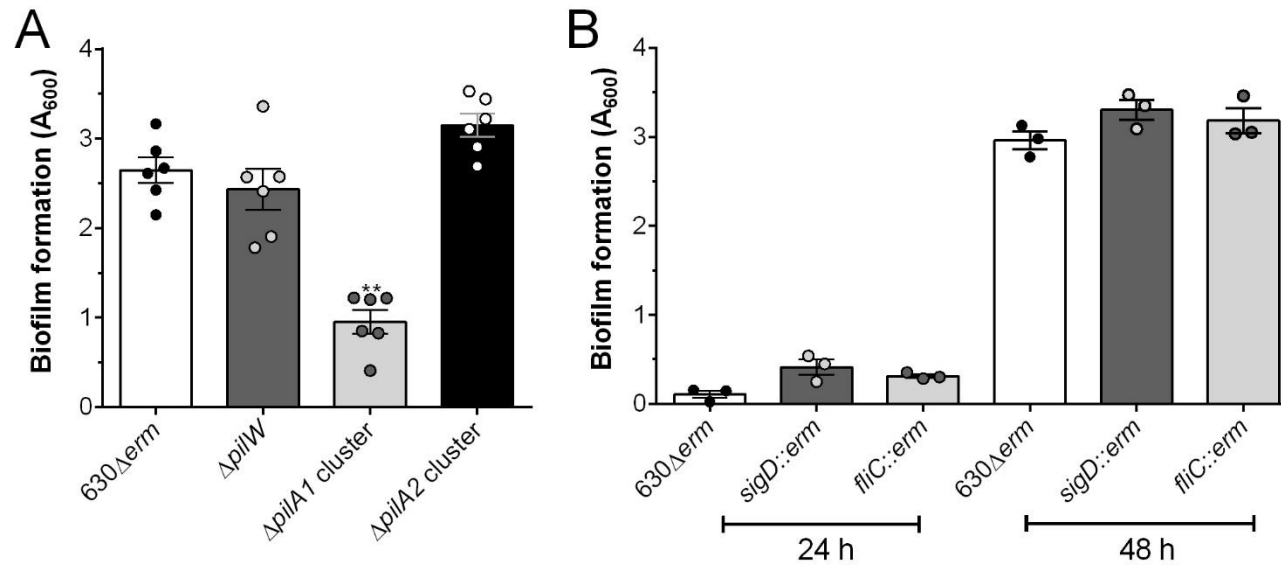 A
Biofilm formation (A600)
4
3
2
1
0
**
630Δerm
ΔpilW
ΔpilA1 cluster
ΔpilA2 cluster
B
Biofilm formation (A600)
4
3
2
1
0
630Δerm
sigD::erm
fliC::erm
630Δerm
sigD::erm
fliC::erm
24 h
48 h